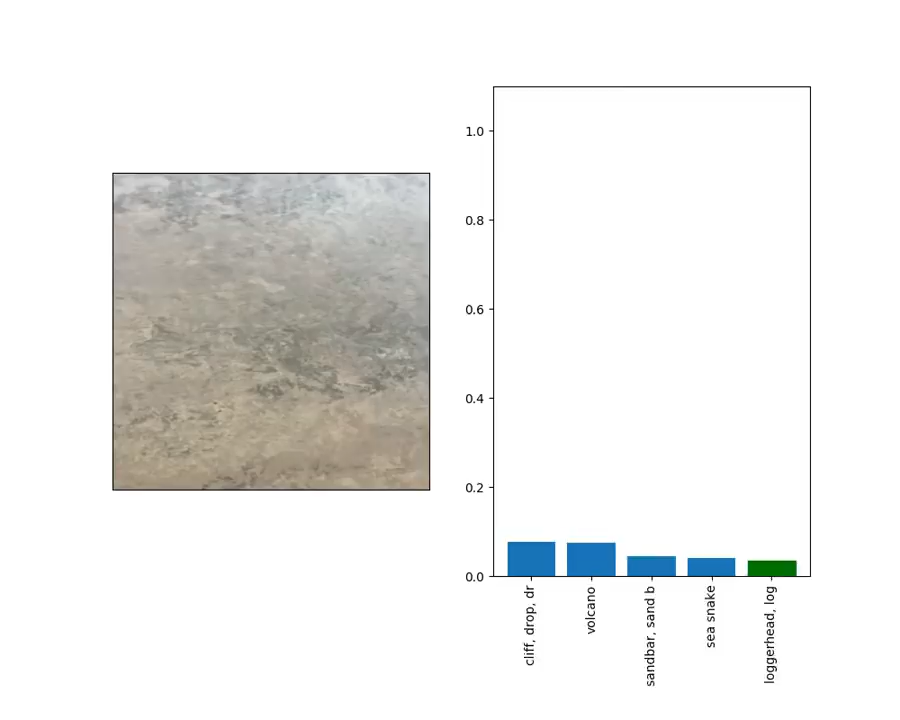 1.0
0.8
0.6
0.4
0.2
0.0
cliff, drop, dr
volcano
sandbar, sand b
sea snake
loggerhead, log